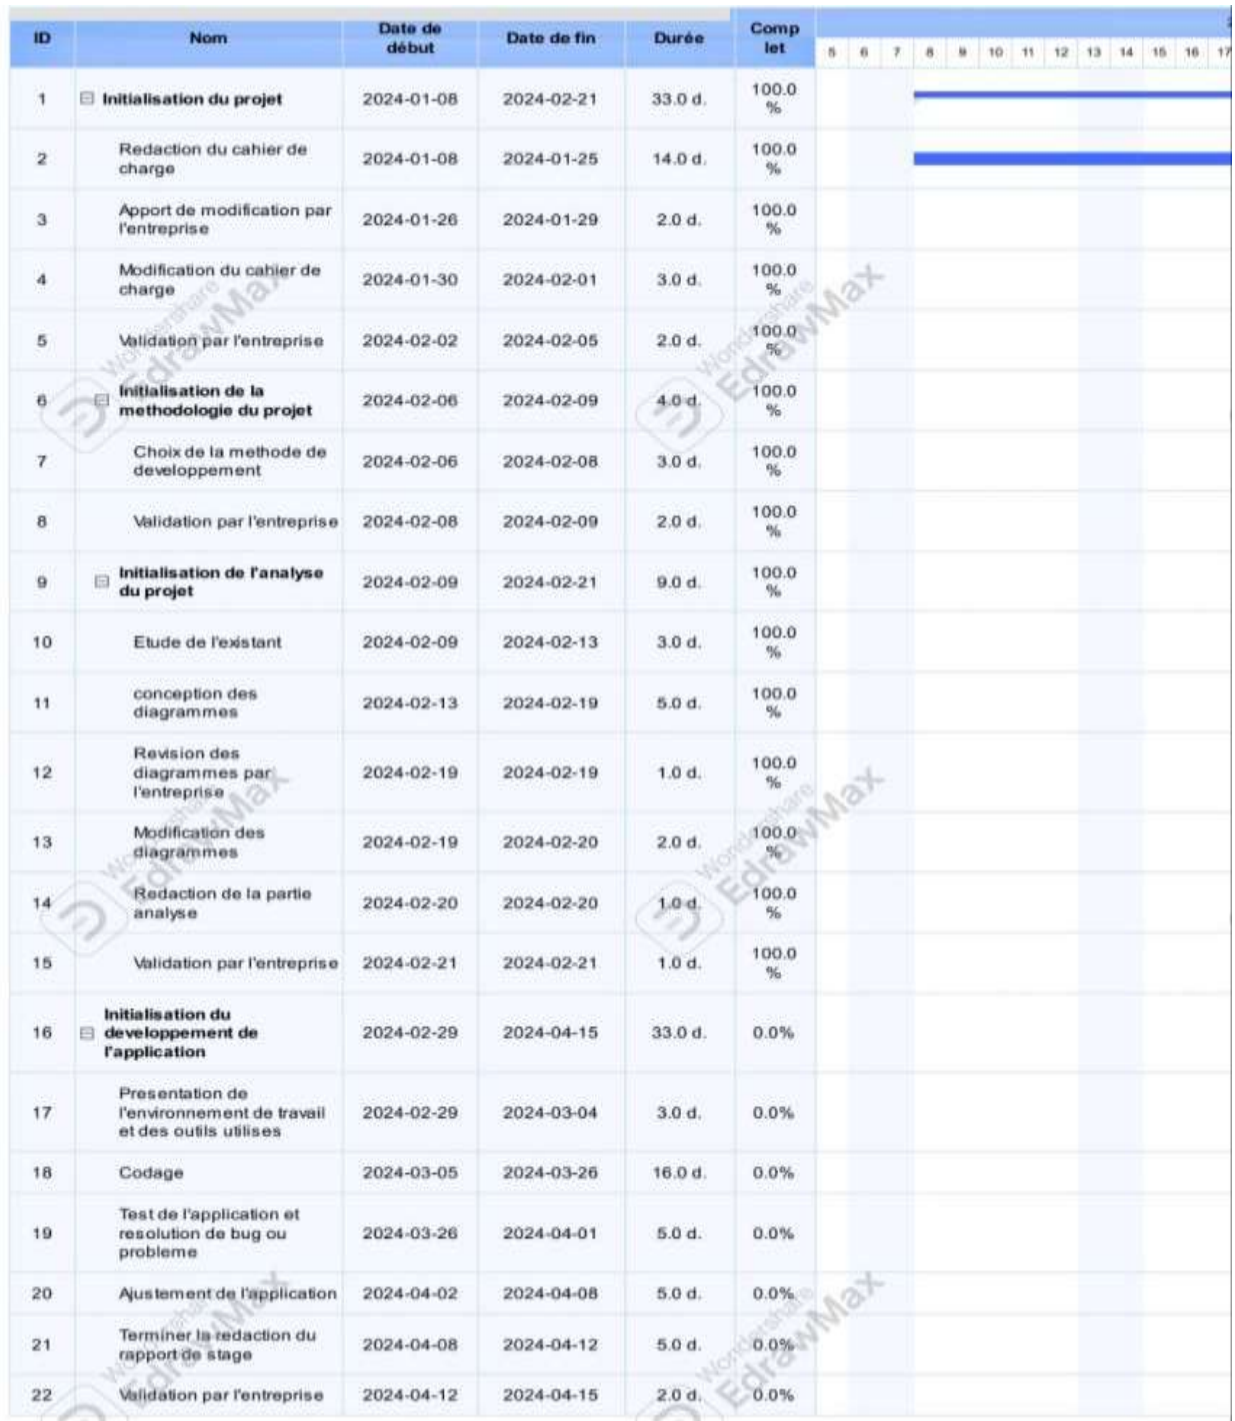 ID Nom Date de début Date de fin Durée Comp let
5 6 7 8 9 10 11 12 13 14 15 16 17
1 Initialisation du projet 2024-01-08 2024-02-21 33.0 d. 100.0 %
2 Redaction du cahier de charge 2024-01-08 2024-01-25 14.0 d. 100.0 %
3 Apport de modification par l'entreprise 2024-01-26 2024-01-29 2.0 d. 100.0 %
4 Modification du cahier de charge 2024-01-30 2024-02-01 3.0 d. 100.0 %
5 Validation par l'entreprise 2024-02-02 2024-02-05 2.0 d. 100.0 %
6 Initialisation de la methodologie du projet 2024-02-06 2024-02-09 4.0 d. 100.0 %
7 Choix de la methode de developpement 2024-02-06 2024-02-08 3.0 d. 100.0 %
8 Validation par l'entreprise 2024-02-08 2024-02-09 2.0 d. 100.0 %
9 Initialisation de l'analyse du projet 2024-02-09 2024-02-21 9.0 d. 100.0 %
10 Etude de l'existant 2024-02-09 2024-02-13 3.0 d. 100.0 %
11 conception des diagrammes 2024-02-13 2024-02-19 5.0 d. 100.0 %
12 Revision des diagrammes par l'entreprise 2024-02-19 2024-02-19 1.0 d. 100.0 %
13 Modification des diagrammes 2024-02-19 2024-02-20 2.0 d. 100.0 %
14 Redaction de la partie analyse 2024-02-20 2024-02-20 1.0 d. 100.0 %
15 Validation par l'entreprise 2024-02-21 2024-02-21 1.0 d. 100.0 %
16 Initialisation du developpement de l'application 2024-02-29 2024-04-15 33.0 d. 0.0%
17 Presentation de l'environnement de travail et des outils utilises 2024-02-29 2024-03-04 3.0 d. 0.0%
18 Codage 2024-03-05 2024-03-26 16.0 d. 0.0%
19 Test de l'application et resolution de bug ou probleme 2024-03-26 2024-04-01 5.0 d. 0.0%
20 Ajustement de l'application 2024-04-02 2024-04-08 5.0 d. 0.0%
21 Terminer la redaction du rapport de stage 2024-04-08 2024-04-12 5.0 d. 0.0%
22 Validation par l'entreprise 2024-04-12 2024-04-15 2.0 d. 0.0%
Wondershare EdrawMax
Wondershare EdrawMax
Wondershare EdrawMax
Wondershare EdrawMax
Wondershare EdrawMax
Wondershare EdrawMax